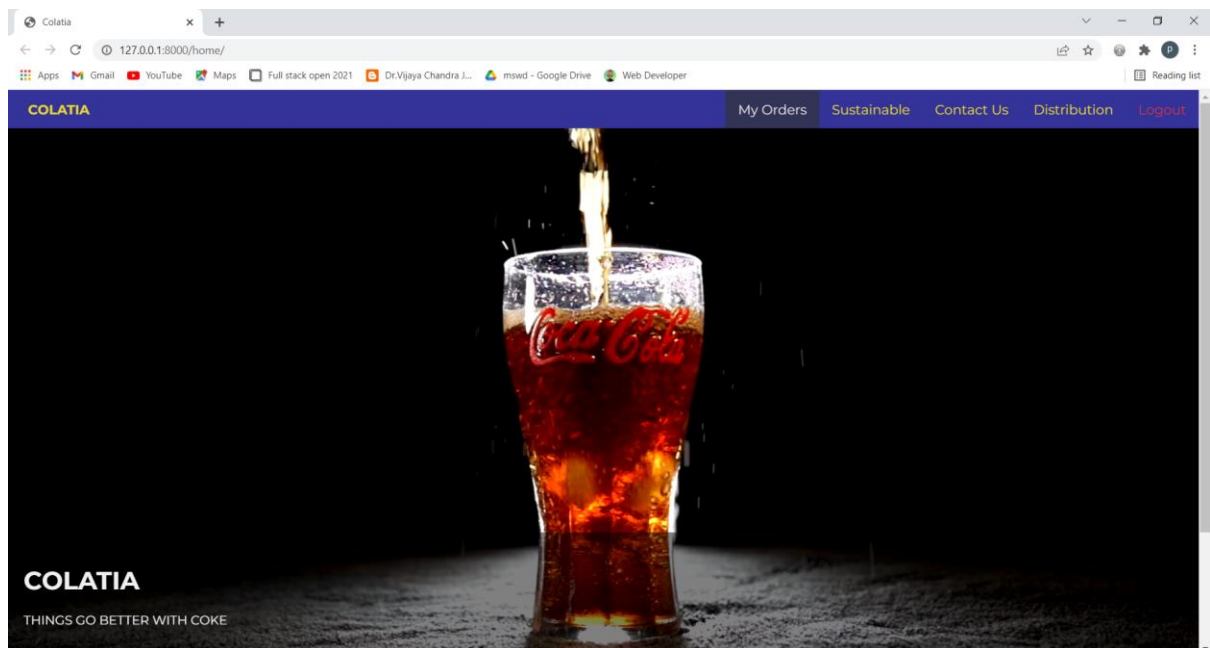 Colatia
127.0.0.1:8000/home/
Apps Gmail YouTube Maps Full stack open 2021 Dr.Vijaya Chandra J... mswd - Google Drive Web Developer Reading list
COLATIA My Orders Sustainable Contact Us Distribution Logout
Coca-Cola
COLATIA
THINGS GO BETTER WITH COKE